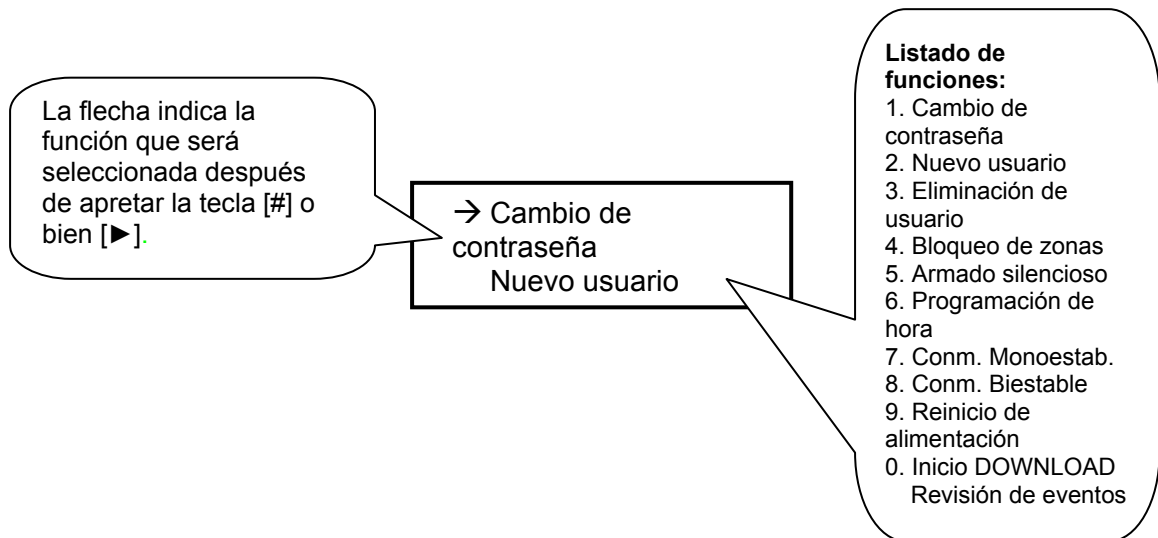 La flecha indica la
función que será
seleccionada después
de apretar la tecla [#] o
bien [►].
→ Cambio de
contraseña
Nuevo usuario
Listado de
funciones:
1. Cambio de
contraseña
2. Nuevo usuario
3. Eliminación de
usuario
4. Bloqueo de zonas
5. Armado silencioso
6. Programación de
hora
7. Conm. Monoestab.
8. Conm. Biestable
9. Reinicio de
alimentación
0. Inicio DOWNLOAD
Revisión de eventos